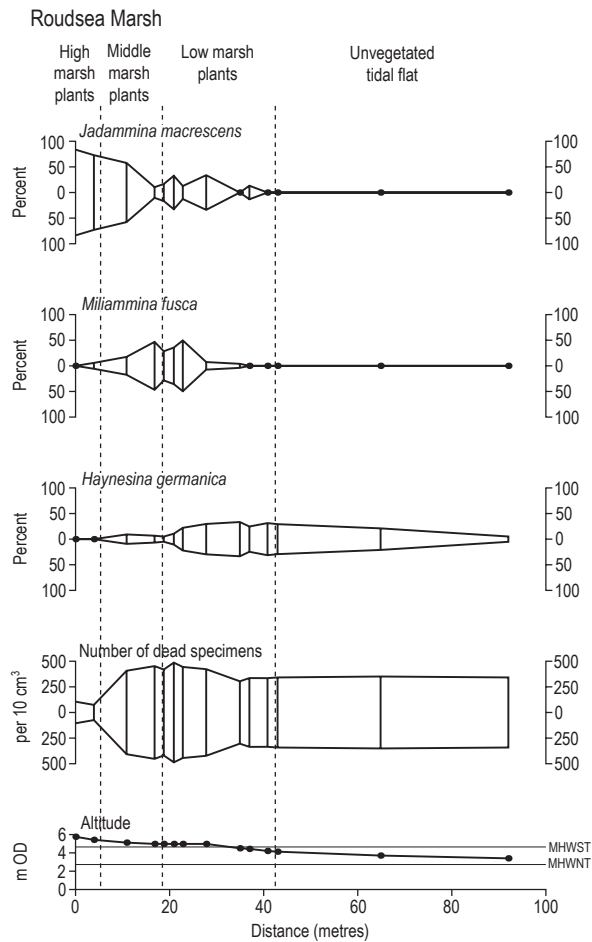 Roudsea Marsh
High marsh plants
Middle marsh plants
Low marsh plants
Unvegetated tidal flat
Jadammina macrescens
Percent
100
50
0
50
100
100
50
0
50
100
Miliammina fusca
Percent
100
50
0
50
100
100
50
0
50
100
Haynesina germanica
Percent
100
50
0
50
100
100
50
0
50
100
Number of dead specimens
per 10 cm³
500
250
0
250
500
500
250
0
250
500
Altitude
m OD
6
4
2
0
MHWST
MHWNT
0 20 40 60 80 100
Distance (metres)